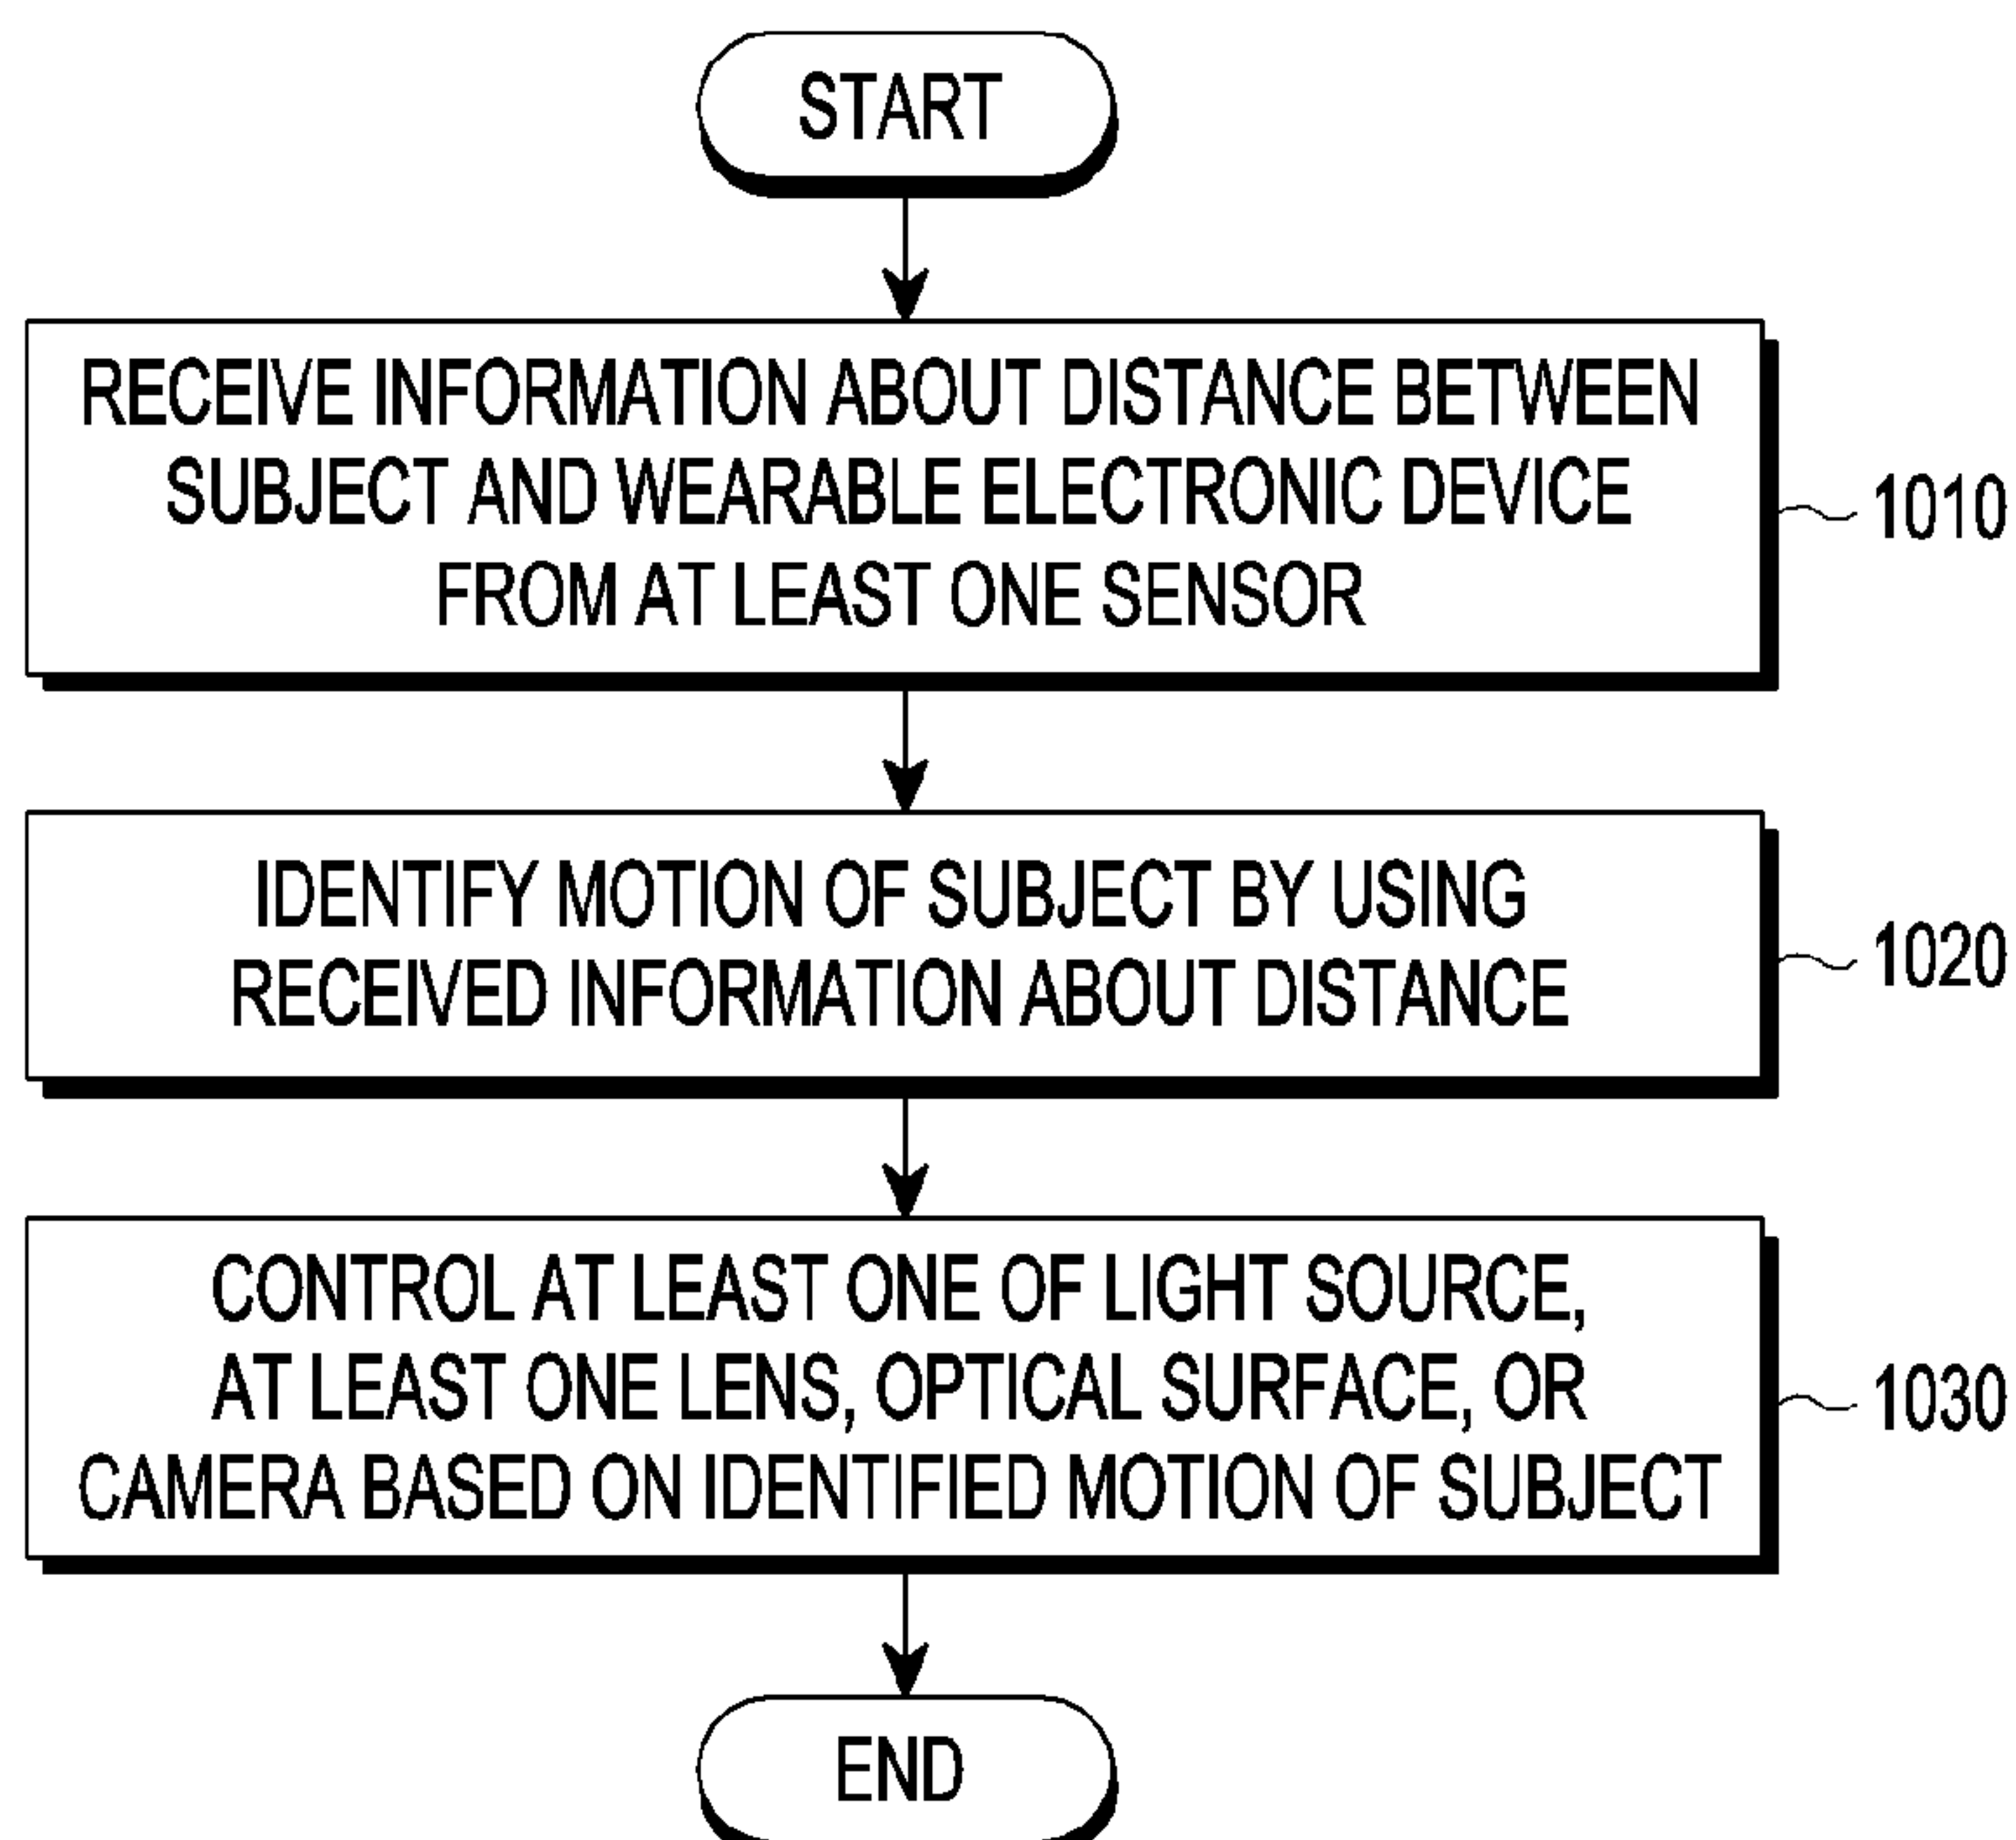 START
RECEIVE INFORMATION ABOUT DISTANCE BETWEEN
SUBJECT AND WEARABLE ELECTRONIC DEVICE
FROM AT LEAST ONE SENSOR
1010
IDENTIFY MOTION OF SUBJECT BY USING
RECEIVED INFORMATION ABOUT DISTANCE
1020
CONTROL AT LEAST ONE OF LIGHT SOURCE,
AT LEAST ONE LENS, OPTICAL SURFACE, OR
CAMERA BASED ON IDENTIFIED MOTION OF SUBJECT
1030
END